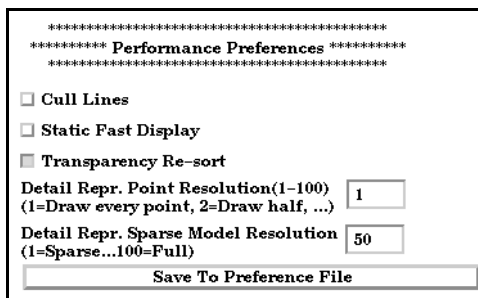 *******************************************
********** Performance Preferences **********
*******************************************
Cull Lines
Static Fast Display
Transparency Re-sort
Detail Repr. Point Resolution(1-100)
(1=Draw every point, 2=Draw half, ...)
1
Detail Repr. Sparse Model Resolution
(1=Sparse...100=Full)
50
Save To Preference File